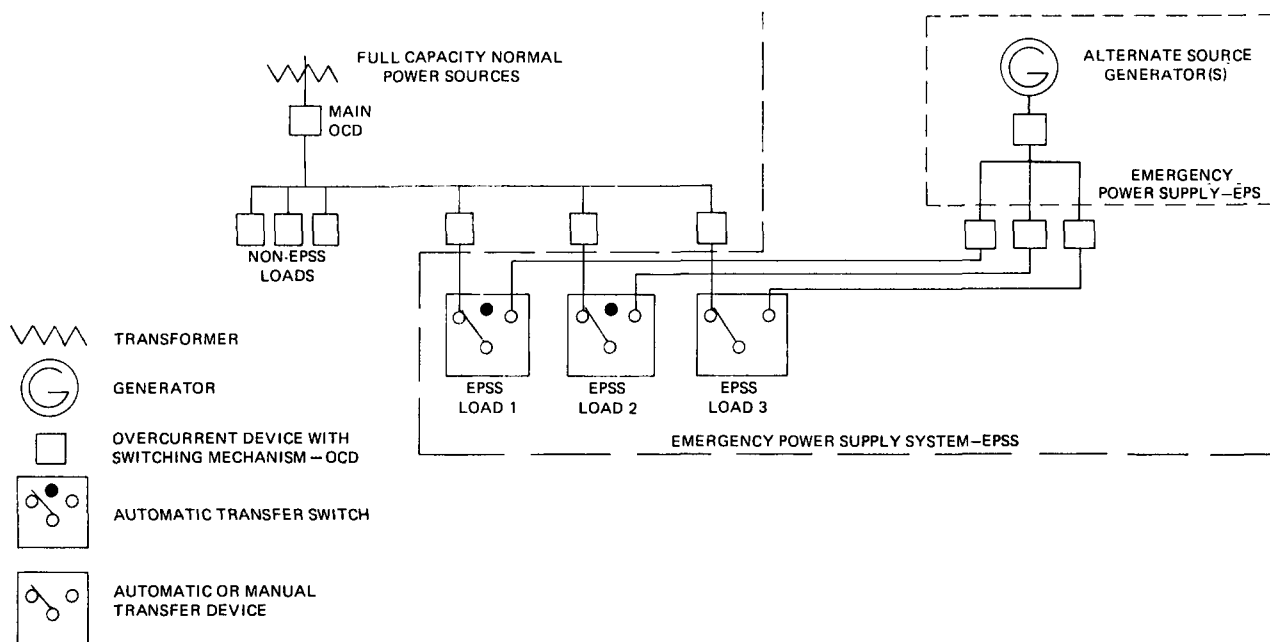 FULL CAPACITY NORMAL
POWER SOURCES
MAIN
OCD
ALTERNATE SOURCE
GENERATOR(S)
G
EMERGENCY
POWER SUPPLY—EPS
NON-EPSS
LOADS
EPSS
LOAD 1
EPSS
LOAD 2
EPSS
LOAD 3
EMERGENCY POWER SUPPLY SYSTEM—EPSS
TRANSFORMER
G
GENERATOR
OVERCURRENT DEVICE WITH
SWITCHING MECHANISM—OCD
AUTOMATIC TRANSFER SWITCH
AUTOMATIC OR MANUAL
TRANSFER DEVICE